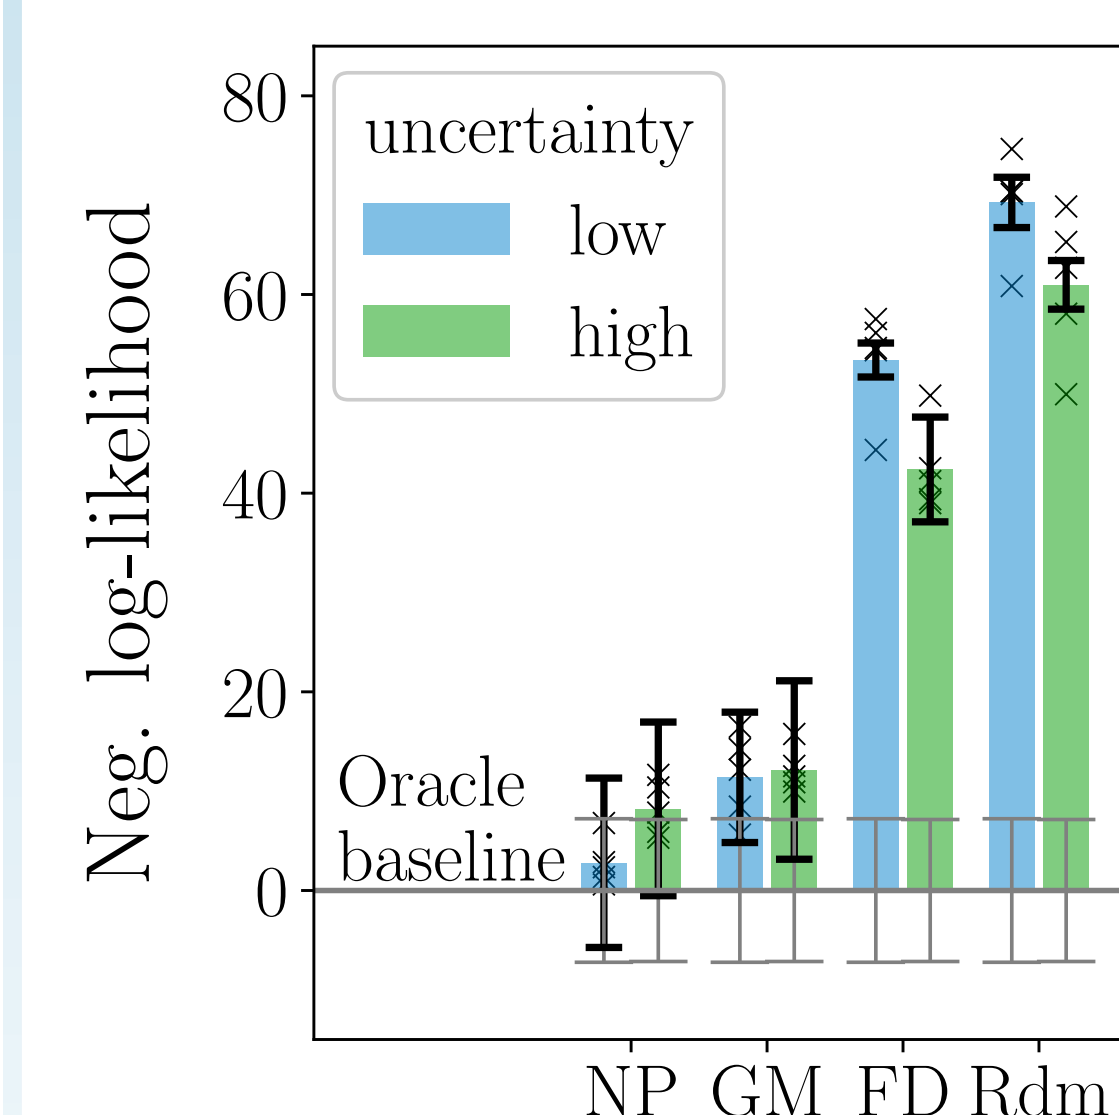 Neg. log-likelihood
80
60
40
20
0
uncertainty
low
high
Oracle
baseline
NP GM FD Rdm